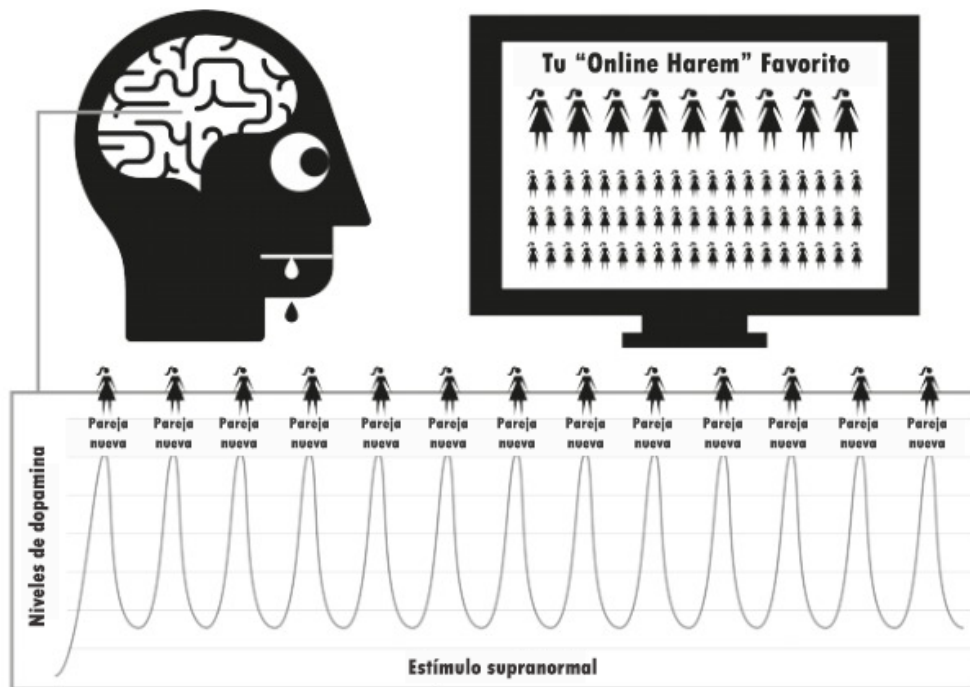 Tu “Online Harem” Favorito
Pareja Pareja Pareja Pareja Pareja Pareja Pareja Pareja Pareja Pareja Pareja Pareja Pareja
nueva nueva nueva nueva nueva nueva nueva nueva nueva nueva nueva nueva nueva
Niveles de dopamina
Estímulo supranormal